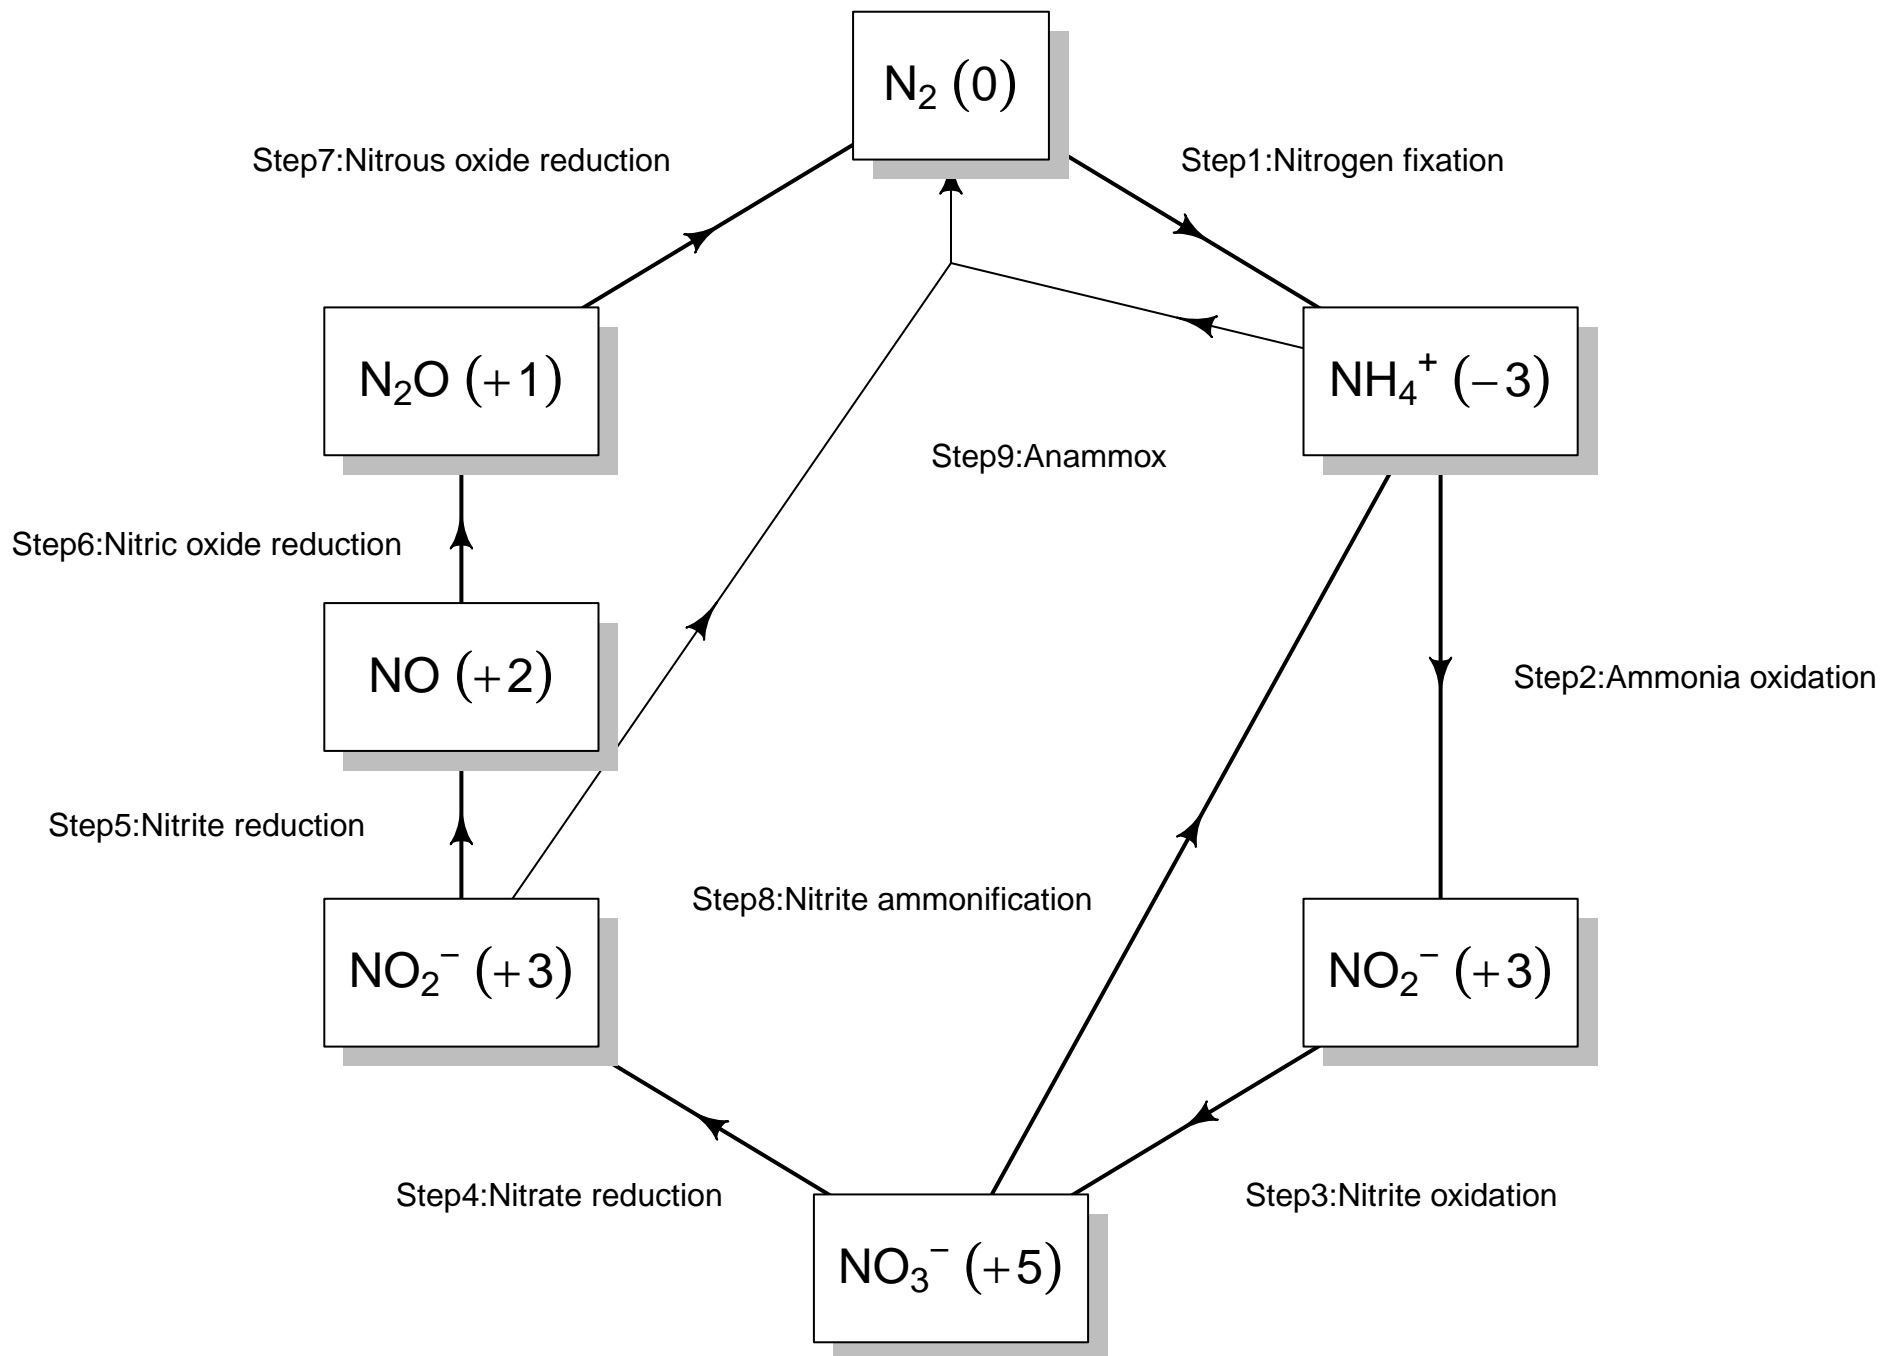 N₂ (0)
Step7:Nitrous oxide reduction
Step1:Nitrogen fixation
N₂O (+1)
NH₄⁺ (−3)
Step9:Anammox
Step6:Nitric oxide reduction
NO (+2)
Step2:Ammonia oxidation
Step5:Nitrite reduction
Step8:Nitrite ammonification
NO₂⁻ (+3)
NO₂⁻ (+3)
Step4:Nitrate reduction
Step3:Nitrite oxidation
NO₃⁻ (+5)